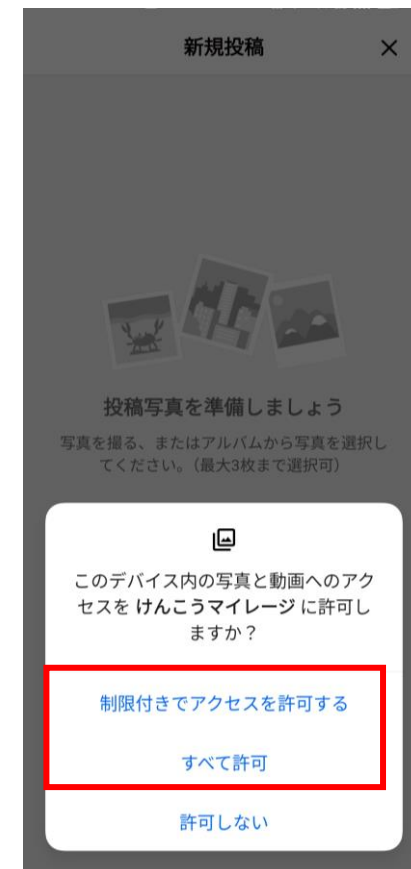 新規投稿
投稿写真を準備しましょう
写真を撮る、またはアルバムから写真を選択し
てください。（最大3枚まで選択可）
このデバイス内の写真と動画へのアク
セスを けんこうマイレージ に許可し
ますか？
制限付きでアクセスを許可する
すべて許可
許可しない